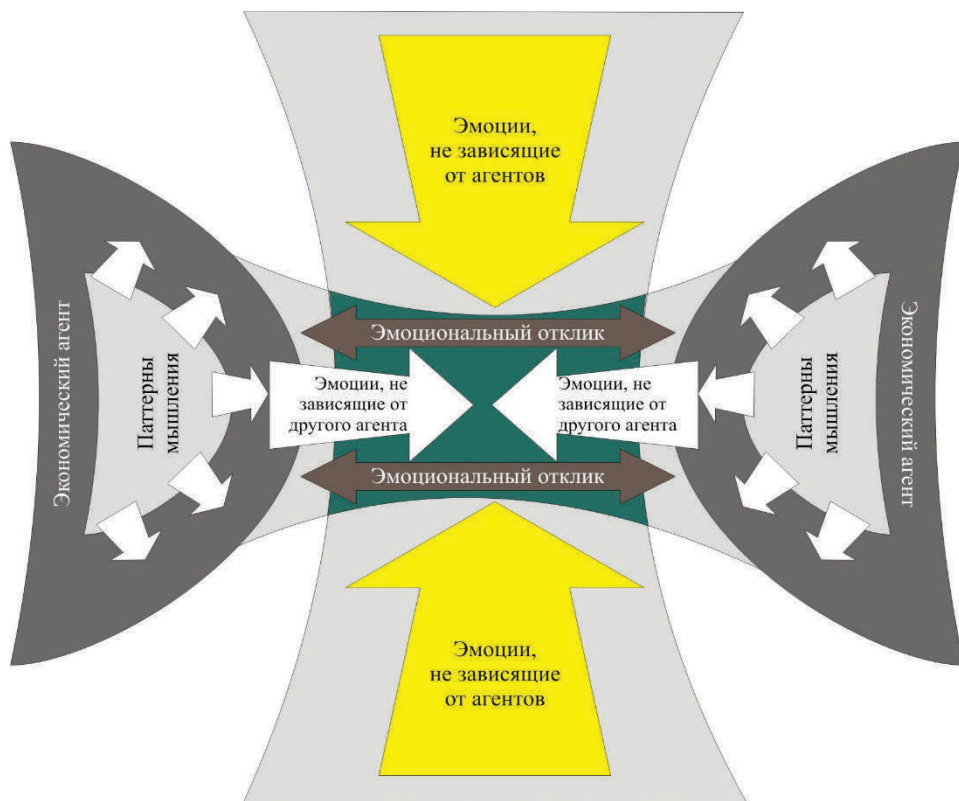 Эмоции,
не зависящие
от агентов
Экономический агент
Паттерны
мышления
Эмоциональный отклик
Эмоции, не
зависящие от
другого агента
Эмоции, не
зависящие от
другого агента
Эмоциональный отклик
Паттерны
мышления
Экономический агент
Эмоции,
не зависящие
от агентов